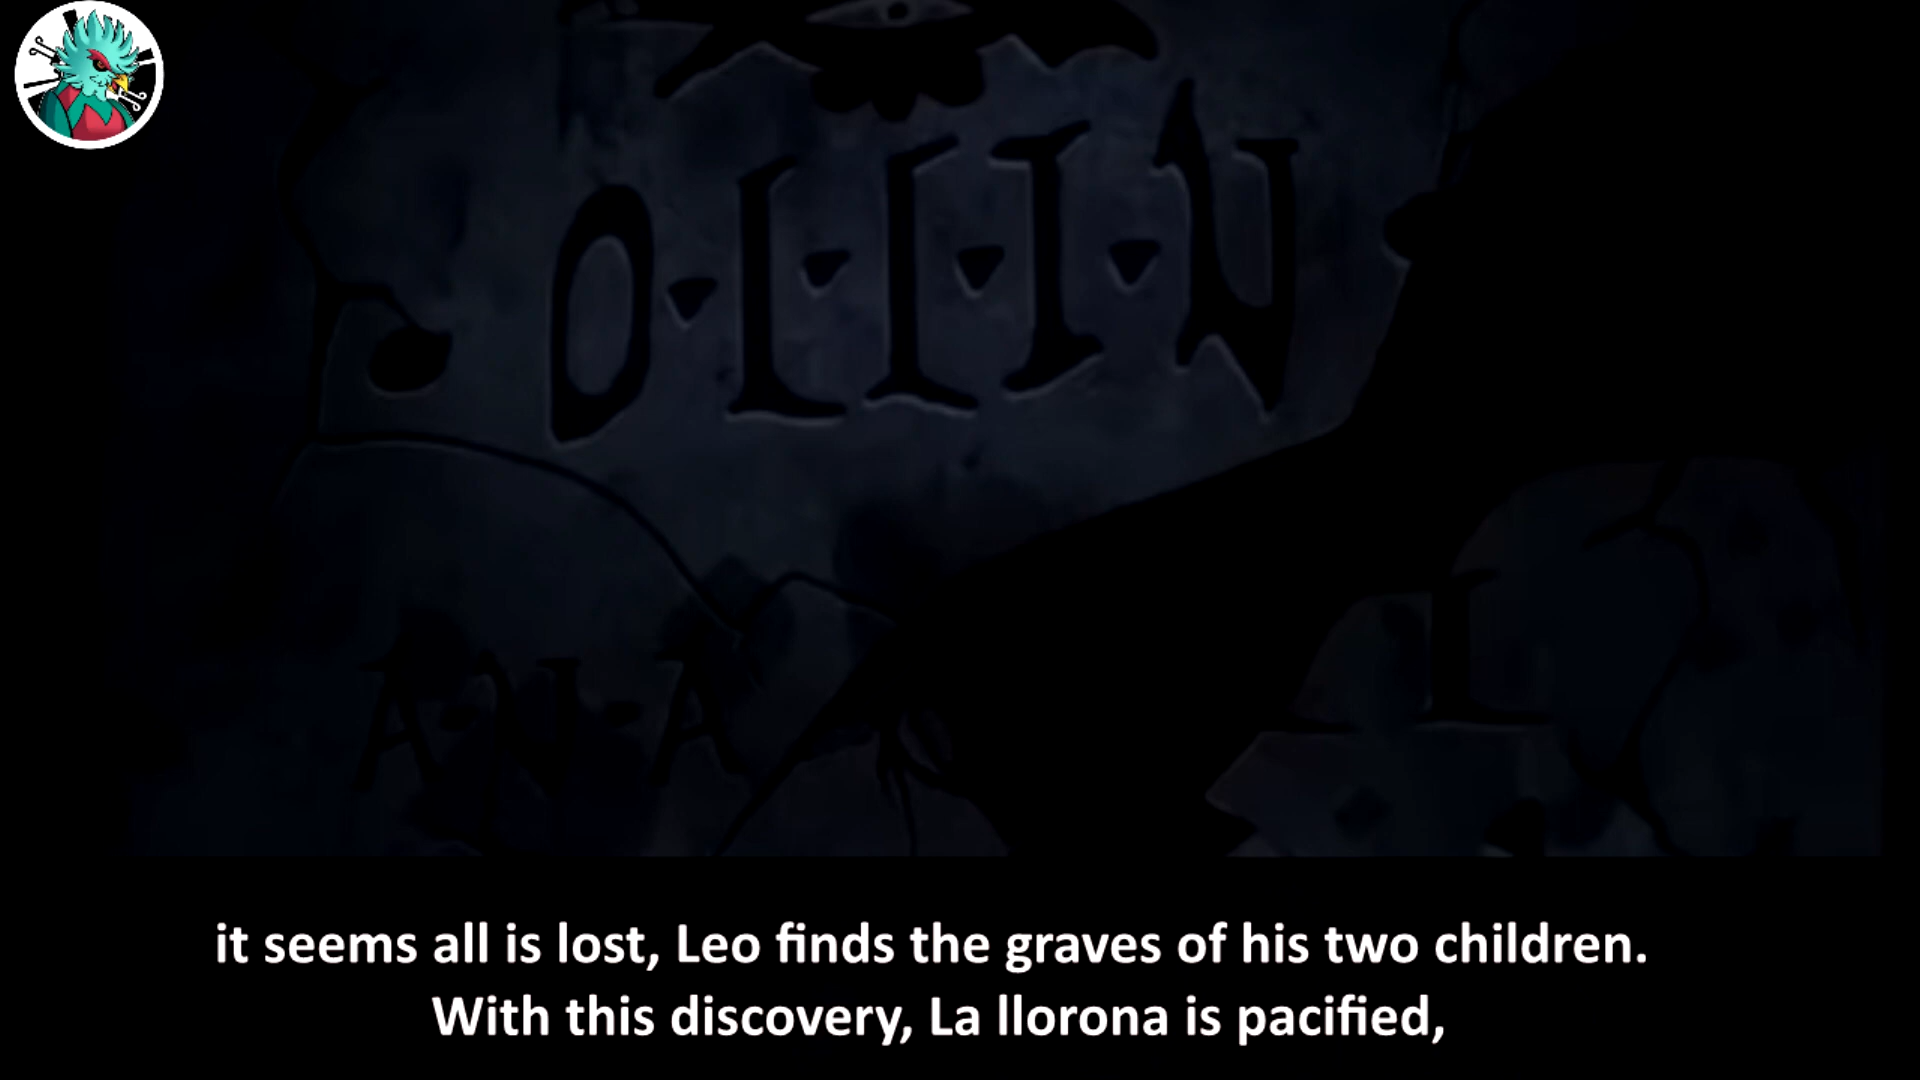 O·I·I·I·N
it seems all is lost, Leo finds the graves of his two children.
With this discovery, La llorona is pacified,